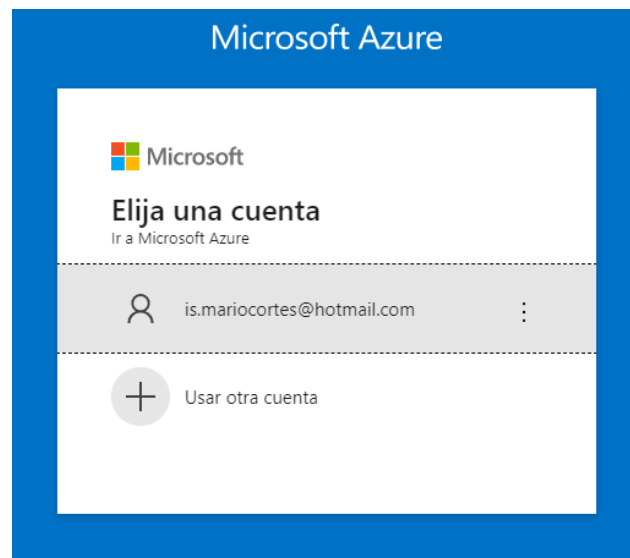 Microsoft Azure
Microsoft
Elija una cuenta
Ir a Microsoft Azure
is.mariocortes@hotmail.com
Usar otra cuenta